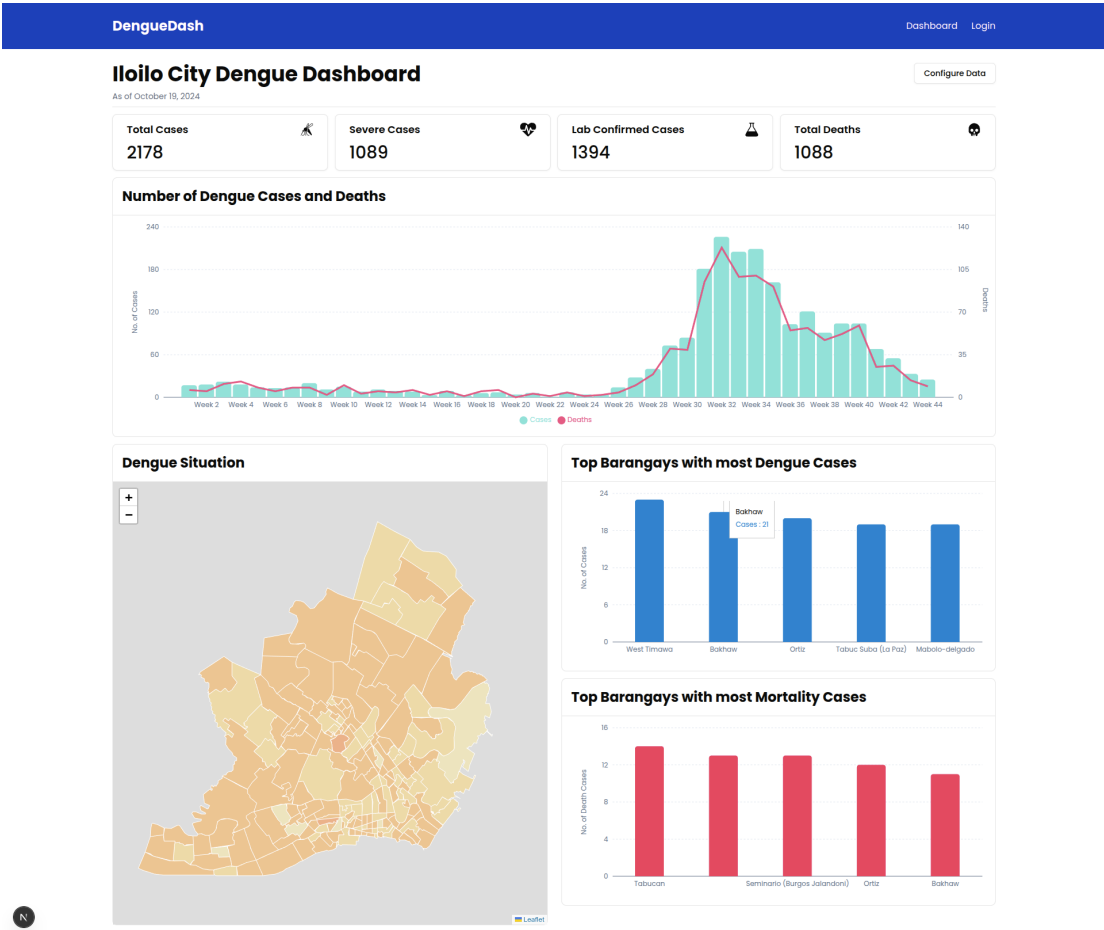 DengueDash
Dashboard Login
Iloilo City Dengue Dashboard
Configure Data
As of October 19, 2024
Total Cases
2178
Severe Cases
1089
Lab Confirmed Cases
1394
Total Deaths
1088
Number of Dengue Cases and Deaths
240
180
120
60
0
No. of Cases
140
105
70
35
0
Deaths
Week 2 Week 4 Week 6 Week 8 Week 10 Week 12 Week 14 Week 16 Week 18 Week 20 Week 22 Week 24 Week 26 Week 28 Week 30 Week 32 Week 34 Week 36 Week 38 Week 40 Week 42 Week 44
Cases Deaths
Dengue Situation
+
−
Leaflet
Top Barangays with most Dengue Cases
24
18
12
6
0
No. of Cases
Bakhaw
Cases : 21
West Timawa Bakhaw Ortiz Tabuc Suba (La Paz) Mabolo-delgado
Top Barangays with most Mortality Cases
16
12
8
4
0
No. of Death Cases
Tabucan Seminario (Burgos Jalandoni) Ortiz Bakhaw
N